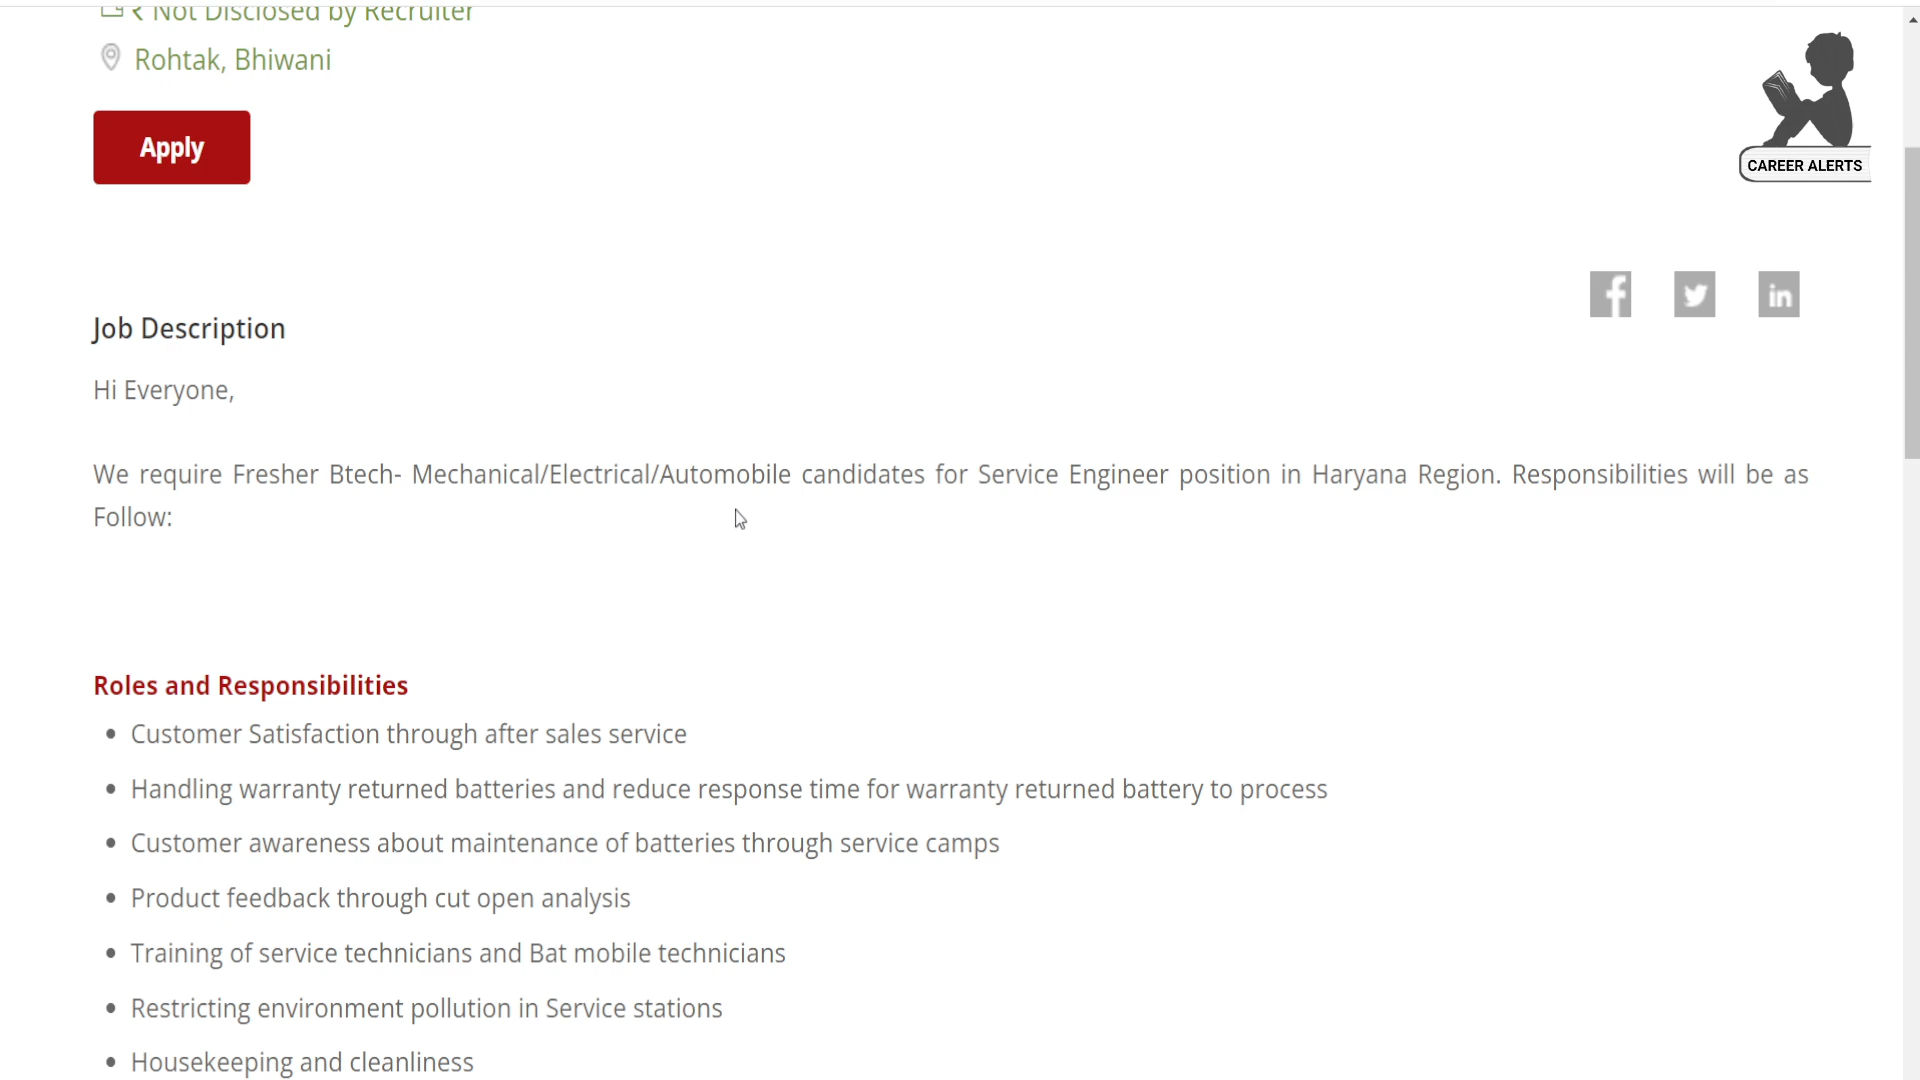 ₹ Not Disclosed by Recruiter
Rohtak, Bhiwani
Apply
CAREER ALERTS
f
in
Job Description
Hi Everyone,
We require Fresher Btech- Mechanical/Electrical/Automobile candidates for Service Engineer position in Haryana Region. Responsibilities will be as
Follow:
Roles and Responsibilities
• Customer Satisfaction through after sales service
• Handling warranty returned batteries and reduce response time for warranty returned battery to process
• Customer awareness about maintenance of batteries through service camps
• Product feedback through cut open analysis
• Training of service technicians and Bat mobile technicians
• Restricting environment pollution in Service stations
• Housekeeping and cleanliness